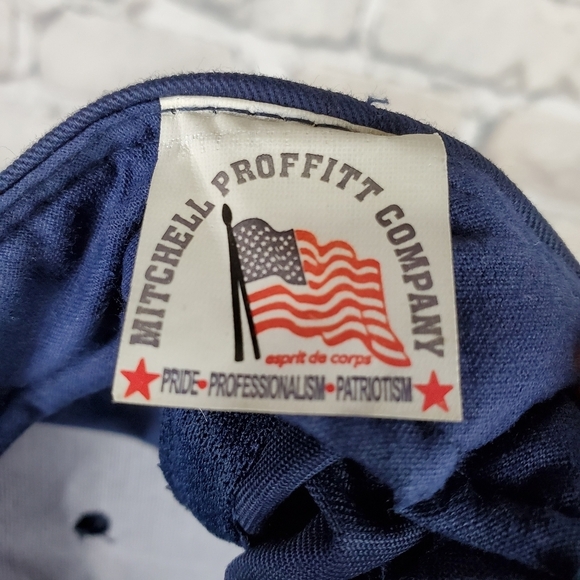 MITCHELL PROFFITT COMPANY
esprit de corps
PRIDE • PROFESSIONALISM • PATRIOTISM